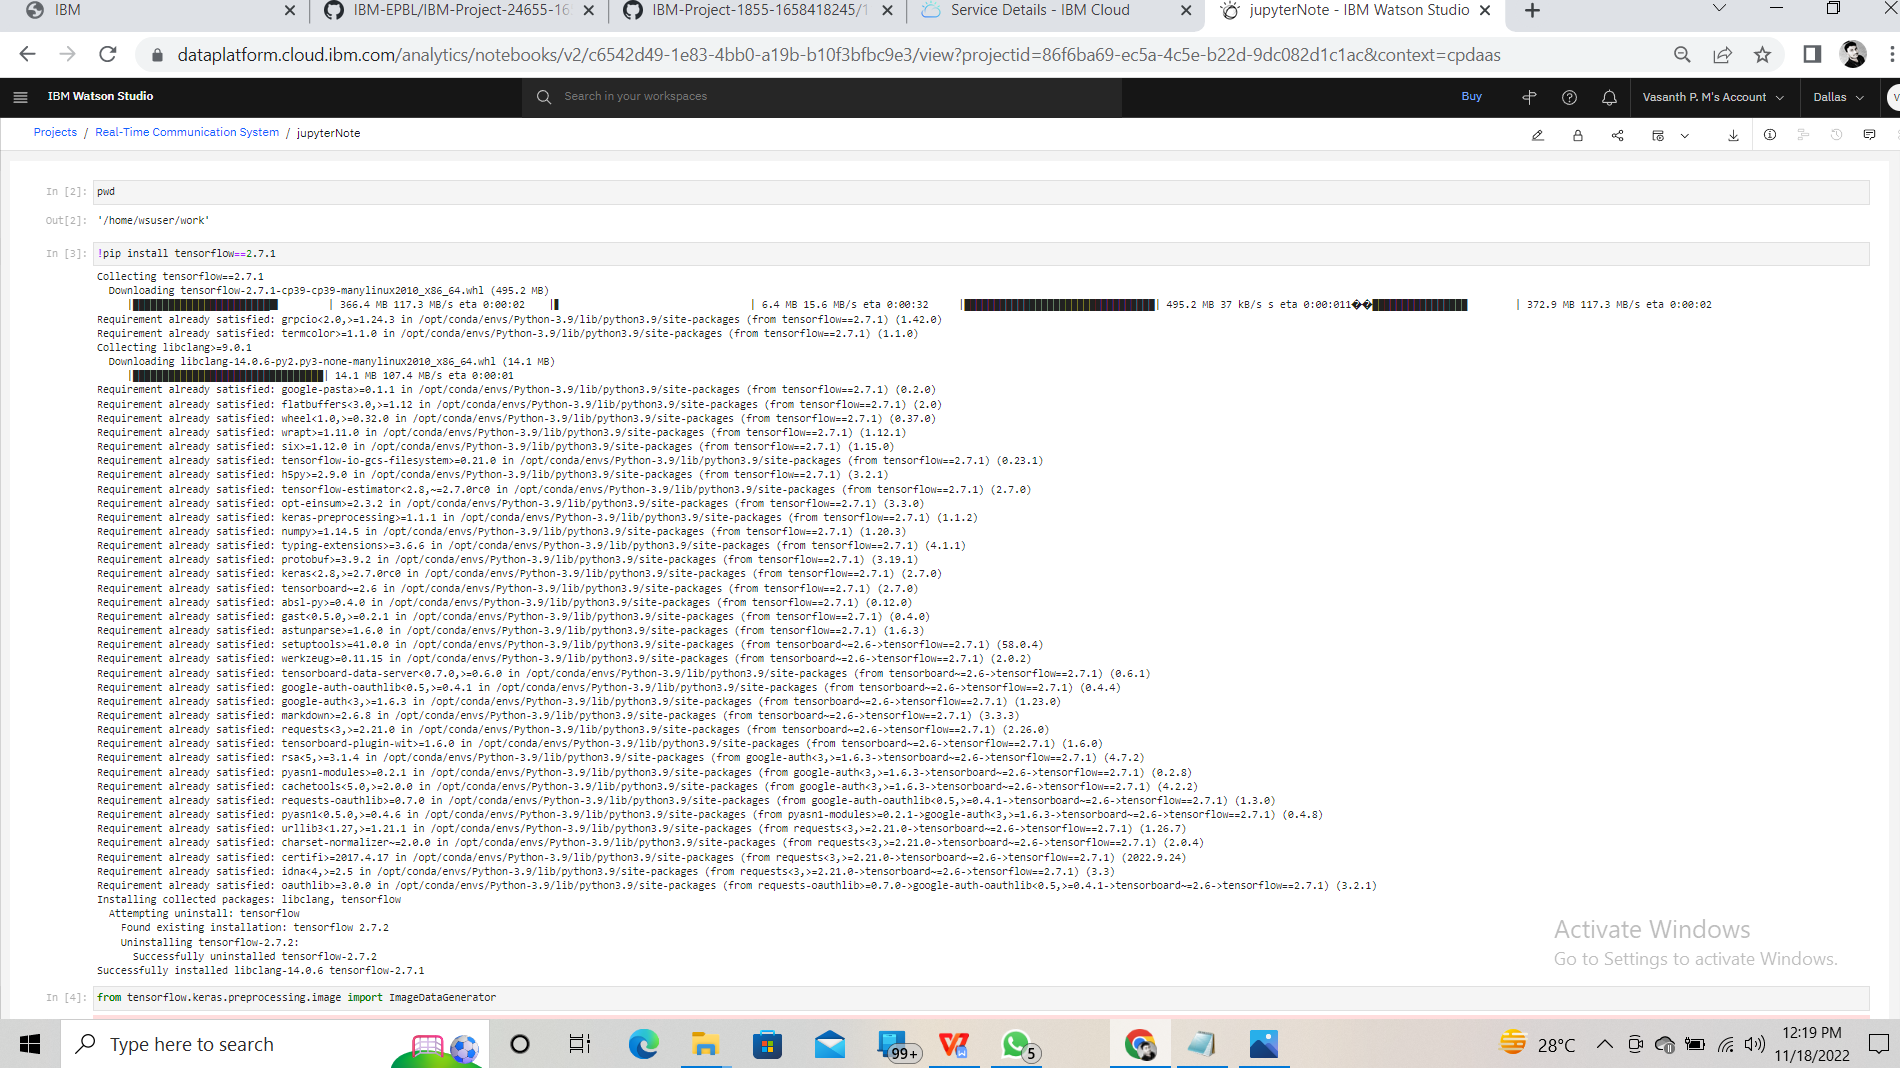 IBM
IBM-EPBL/IBM-Project-24655-16
IBM-Project-1855-1658418245/1
Service Details - IBM Cloud
jupyterNote - IBM Watson Studio
dataplatform.cloud.ibm.com/analytics/notebooks/v2/c6542d49-1e83-4bb0-a19b-b10f3bfbc9e3/view?projectid=86f6ba69-ec5a-4c5e-b22d-9dc082d1c1ac&context=cpdaas
IBM Watson Studio
Search in your workspaces
Buy
Vasanth P. M's Account
Dallas
V
Projects / Real-Time Communication System / jupyterNote
In [2]: pwd
Out[2]: '/home/wsuser/work'
In [3]: !pip install tensorflow==2.7.1
Collecting tensorflow==2.7.1
Downloading tensorflow-2.7.1-cp39-cp39-manylinux2010_x86_64.whl (495.2 MB)
|████████████████████████ | 366.4 MB 117.3 MB/s eta 0:00:02 |▌ | 6.4 MB 15.6 MB/s eta 0:00:32 |████████████████████████████████| 495.2 MB 37 kB/s s eta 0:00:011��████████████████ | 372.9 MB 117.3 MB/s eta 0:00:02
Requirement already satisfied: grpcio<2.0,>=1.24.3 in /opt/conda/envs/Python-3.9/lib/python3.9/site-packages (from tensorflow==2.7.1) (1.42.0)
Requirement already satisfied: termcolor>=1.1.0 in /opt/conda/envs/Python-3.9/lib/python3.9/site-packages (from tensorflow==2.7.1) (1.1.0)
Collecting libclang>=9.0.1
Downloading libclang-14.0.6-py2.py3-none-manylinux2010_x86_64.whl (14.1 MB)
|████████████████████████████████| 14.1 MB 107.4 MB/s eta 0:00:01
Requirement already satisfied: google-pasta>=0.1.1 in /opt/conda/envs/Python-3.9/lib/python3.9/site-packages (from tensorflow==2.7.1) (0.2.0)
Requirement already satisfied: flatbuffers<3.0,>=1.12 in /opt/conda/envs/Python-3.9/lib/python3.9/site-packages (from tensorflow==2.7.1) (2.0)
Requirement already satisfied: wheel<1.0,>=0.32.0 in /opt/conda/envs/Python-3.9/lib/python3.9/site-packages (from tensorflow==2.7.1) (0.37.0)
Requirement already satisfied: wrapt>=1.11.0 in /opt/conda/envs/Python-3.9/lib/python3.9/site-packages (from tensorflow==2.7.1) (1.12.1)
Requirement already satisfied: six>=1.12.0 in /opt/conda/envs/Python-3.9/lib/python3.9/site-packages (from tensorflow==2.7.1) (1.15.0)
Requirement already satisfied: tensorflow-io-gcs-filesystem>=0.21.0 in /opt/conda/envs/Python-3.9/lib/python3.9/site-packages (from tensorflow==2.7.1) (0.23.1)
Requirement already satisfied: h5py>=2.9.0 in /opt/conda/envs/Python-3.9/lib/python3.9/site-packages (from tensorflow==2.7.1) (3.2.1)
Requirement already satisfied: tensorflow-estimator<2.8,~=2.7.0rc0 in /opt/conda/envs/Python-3.9/lib/python3.9/site-packages (from tensorflow==2.7.1) (2.7.0)
Requirement already satisfied: opt-einsum>=2.3.2 in /opt/conda/envs/Python-3.9/lib/python3.9/site-packages (from tensorflow==2.7.1) (3.3.0)
Requirement already satisfied: keras-preprocessing>=1.1.1 in /opt/conda/envs/Python-3.9/lib/python3.9/site-packages (from tensorflow==2.7.1) (1.1.2)
Requirement already satisfied: numpy>=1.14.5 in /opt/conda/envs/Python-3.9/lib/python3.9/site-packages (from tensorflow==2.7.1) (1.20.3)
Requirement already satisfied: typing-extensions>=3.6.6 in /opt/conda/envs/Python-3.9/lib/python3.9/site-packages (from tensorflow==2.7.1) (4.1.1)
Requirement already satisfied: protobuf>=3.9.2 in /opt/conda/envs/Python-3.9/lib/python3.9/site-packages (from tensorflow==2.7.1) (3.19.1)
Requirement already satisfied: keras<2.8,>=2.7.0rc0 in /opt/conda/envs/Python-3.9/lib/python3.9/site-packages (from tensorflow==2.7.1) (2.7.0)
Requirement already satisfied: tensorboard~=2.6 in /opt/conda/envs/Python-3.9/lib/python3.9/site-packages (from tensorflow==2.7.1) (2.7.0)
Requirement already satisfied: absl-py>=0.4.0 in /opt/conda/envs/Python-3.9/lib/python3.9/site-packages (from tensorflow==2.7.1) (0.12.0)
Requirement already satisfied: gast<0.5.0,>=0.2.1 in /opt/conda/envs/Python-3.9/lib/python3.9/site-packages (from tensorflow==2.7.1) (0.4.0)
Requirement already satisfied: astunparse>=1.6.0 in /opt/conda/envs/Python-3.9/lib/python3.9/site-packages (from tensorflow==2.7.1) (1.6.3)
Requirement already satisfied: setuptools>=41.0.0 in /opt/conda/envs/Python-3.9/lib/python3.9/site-packages (from tensorboard~=2.6->tensorflow==2.7.1) (58.0.4)
Requirement already satisfied: werkzeug>=0.11.15 in /opt/conda/envs/Python-3.9/lib/python3.9/site-packages (from tensorboard~=2.6->tensorflow==2.7.1) (2.0.2)
Requirement already satisfied: tensorboard-data-server<0.7.0,>=0.6.0 in /opt/conda/envs/Python-3.9/lib/python3.9/site-packages (from tensorboard~=2.6->tensorflow==2.7.1) (0.6.1)
Requirement already satisfied: google-auth-oauthlib<0.5,>=0.4.1 in /opt/conda/envs/Python-3.9/lib/python3.9/site-packages (from tensorboard~=2.6->tensorflow==2.7.1) (0.4.4)
Requirement already satisfied: google-auth<3,>=1.6.3 in /opt/conda/envs/Python-3.9/lib/python3.9/site-packages (from tensorboard~=2.6->tensorflow==2.7.1) (1.23.0)
Requirement already satisfied: markdown>=2.6.8 in /opt/conda/envs/Python-3.9/lib/python3.9/site-packages (from tensorboard~=2.6->tensorflow==2.7.1) (3.3.3)
Requirement already satisfied: requests<3,>=2.21.0 in /opt/conda/envs/Python-3.9/lib/python3.9/site-packages (from tensorboard~=2.6->tensorflow==2.7.1) (2.26.0)
Requirement already satisfied: tensorboard-plugin-wit>=1.6.0 in /opt/conda/envs/Python-3.9/lib/python3.9/site-packages (from tensorboard~=2.6->tensorflow==2.7.1) (1.6.0)
Requirement already satisfied: rsa<5,>=3.1.4 in /opt/conda/envs/Python-3.9/lib/python3.9/site-packages (from google-auth<3,>=1.6.3->tensorboard~=2.6->tensorflow==2.7.1) (4.7.2)
Requirement already satisfied: pyasn1-modules>=0.2.1 in /opt/conda/envs/Python-3.9/lib/python3.9/site-packages (from google-auth<3,>=1.6.3->tensorboard~=2.6->tensorflow==2.7.1) (0.2.8)
Requirement already satisfied: cachetools<5.0,>=2.0.0 in /opt/conda/envs/Python-3.9/lib/python3.9/site-packages (from google-auth<3,>=1.6.3->tensorboard~=2.6->tensorflow==2.7.1) (4.2.2)
Requirement already satisfied: requests-oauthlib>=0.7.0 in /opt/conda/envs/Python-3.9/lib/python3.9/site-packages (from google-auth-oauthlib<0.5,>=0.4.1->tensorboard~=2.6->tensorflow==2.7.1) (1.3.0)
Requirement already satisfied: pyasn1<0.5.0,>=0.4.6 in /opt/conda/envs/Python-3.9/lib/python3.9/site-packages (from pyasn1-modules>=0.2.1->google-auth<3,>=1.6.3->tensorboard~=2.6->tensorflow==2.7.1) (0.4.8)
Requirement already satisfied: urllib3<1.27,>=1.21.1 in /opt/conda/envs/Python-3.9/lib/python3.9/site-packages (from requests<3,>=2.21.0->tensorboard~=2.6->tensorflow==2.7.1) (1.26.7)
Requirement already satisfied: charset-normalizer~=2.0.0 in /opt/conda/envs/Python-3.9/lib/python3.9/site-packages (from requests<3,>=2.21.0->tensorboard~=2.6->tensorflow==2.7.1) (2.0.4)
Requirement already satisfied: certifi>=2017.4.17 in /opt/conda/envs/Python-3.9/lib/python3.9/site-packages (from requests<3,>=2.21.0->tensorboard~=2.6->tensorflow==2.7.1) (2022.9.24)
Requirement already satisfied: idna<4,>=2.5 in /opt/conda/envs/Python-3.9/lib/python3.9/site-packages (from requests<3,>=2.21.0->tensorboard~=2.6->tensorflow==2.7.1) (3.3)
Requirement already satisfied: oauthlib>=3.0.0 in /opt/conda/envs/Python-3.9/lib/python3.9/site-packages (from requests-oauthlib>=0.7.0->google-auth-oauthlib<0.5,>=0.4.1->tensorboard~=2.6->tensorflow==2.7.1) (3.2.1)
Installing collected packages: libclang, tensorflow
Attempting uninstall: tensorflow
Found existing installation: tensorflow 2.7.2
Uninstalling tensorflow-2.7.2:
Successfully uninstalled tensorflow-2.7.2
Successfully installed libclang-14.0.6 tensorflow-2.7.1
In [4]: from tensorflow.keras.preprocessing.image import ImageDataGenerator
Activate Windows
Go to Settings to activate Windows.
Type here to search
99+
5
28°C
12:19 PM
11/18/2022